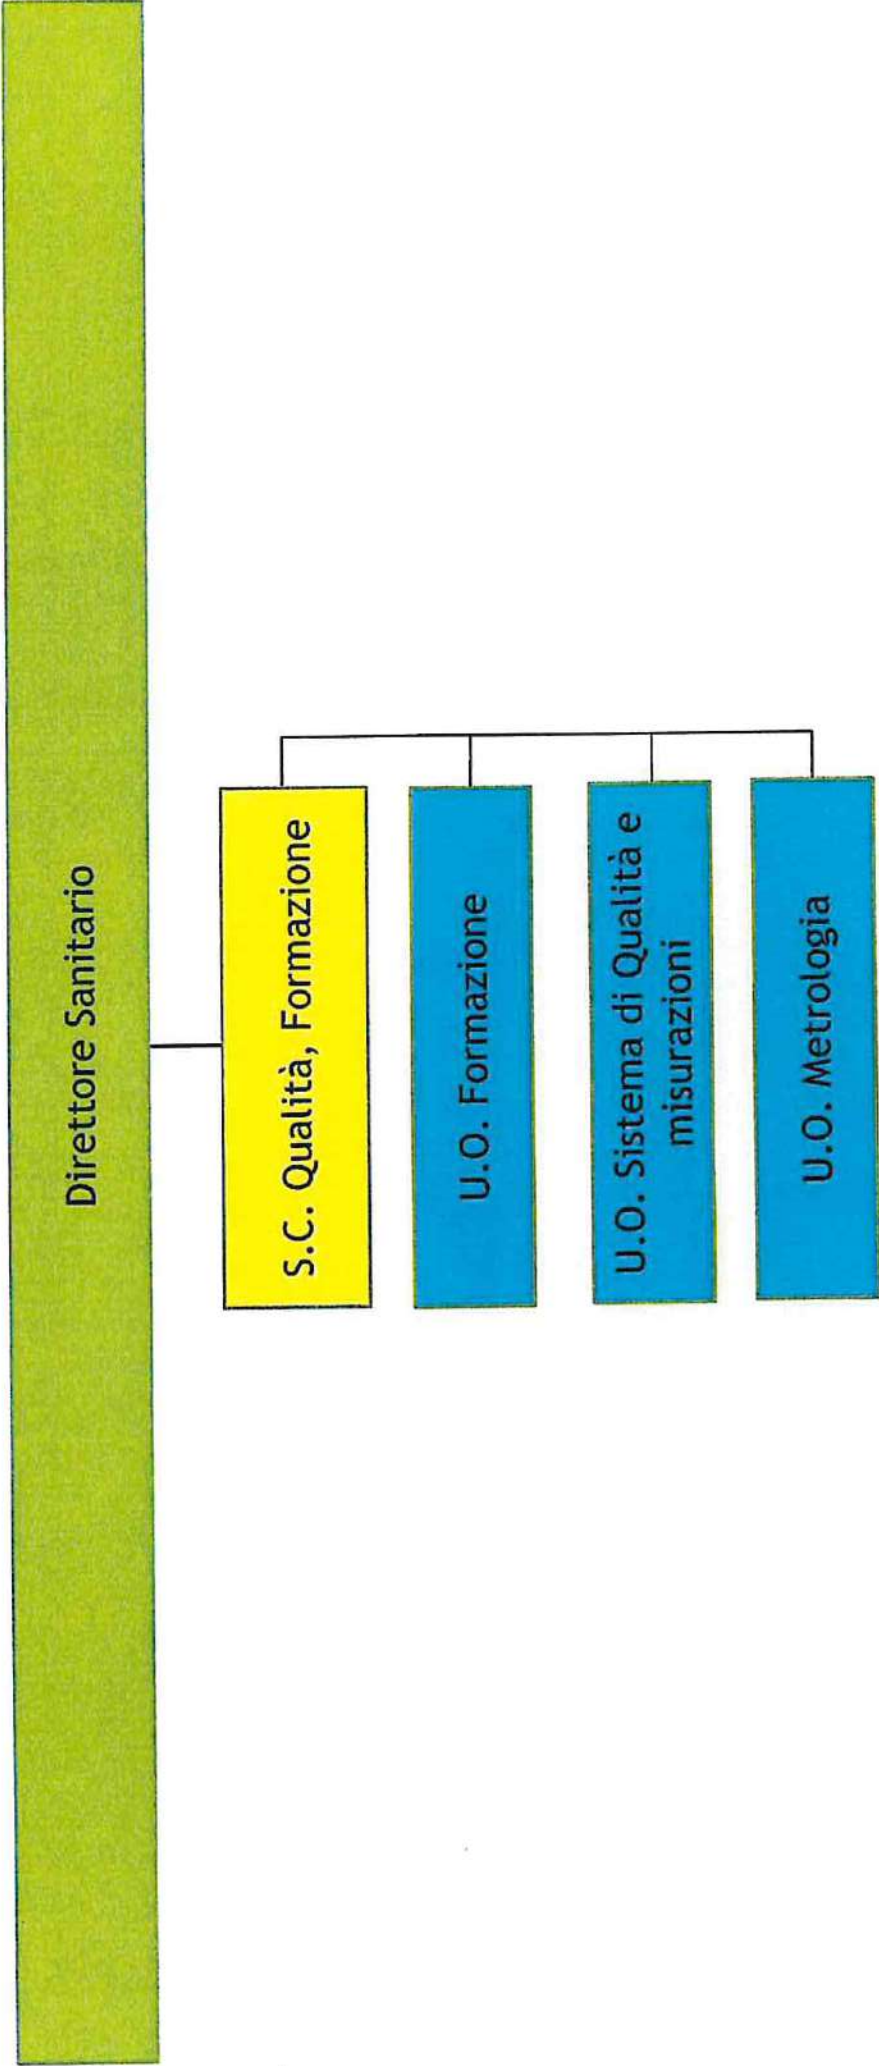 Direttore Sanitario
S.C. Qualità, Formazione
U.O. Formazione
U.O. Sistema di Qualità e
misurazioni
U.O. Metrologia